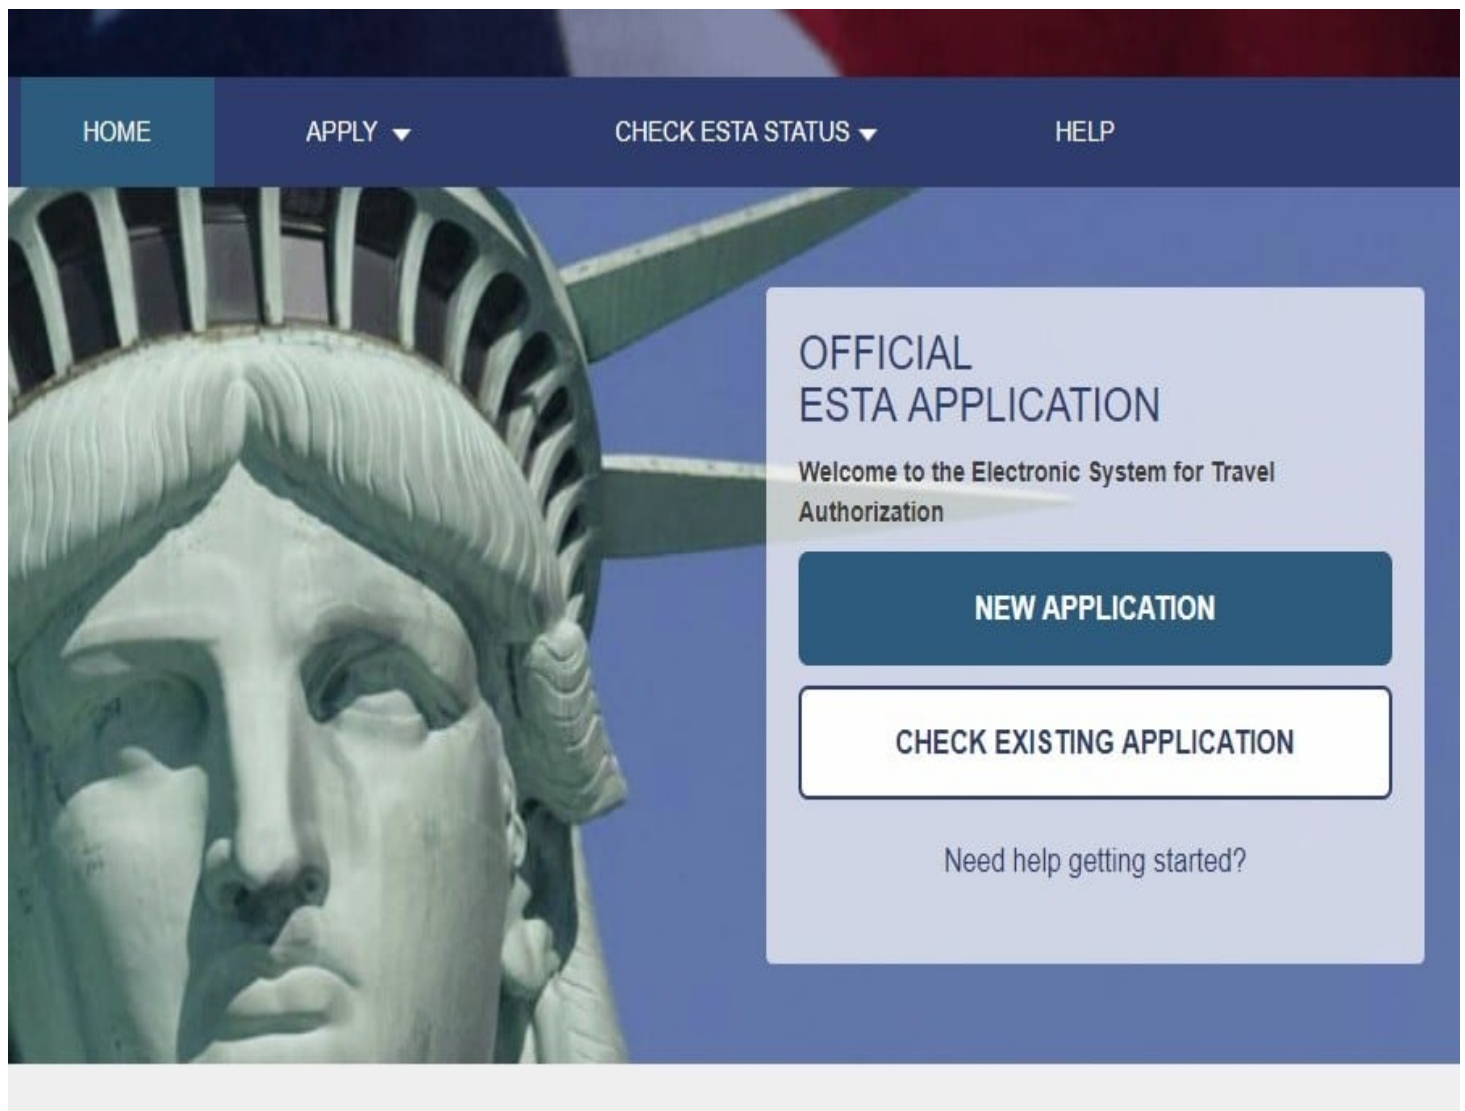 HOME
APPLY
CHECK ESTA STATUS
HELP
OFFICIAL
ESTA APPLICATION
Welcome to the Electronic System for Travel
Authorization
NEW APPLICATION
CHECK EXISTING APPLICATION
Need help getting started?